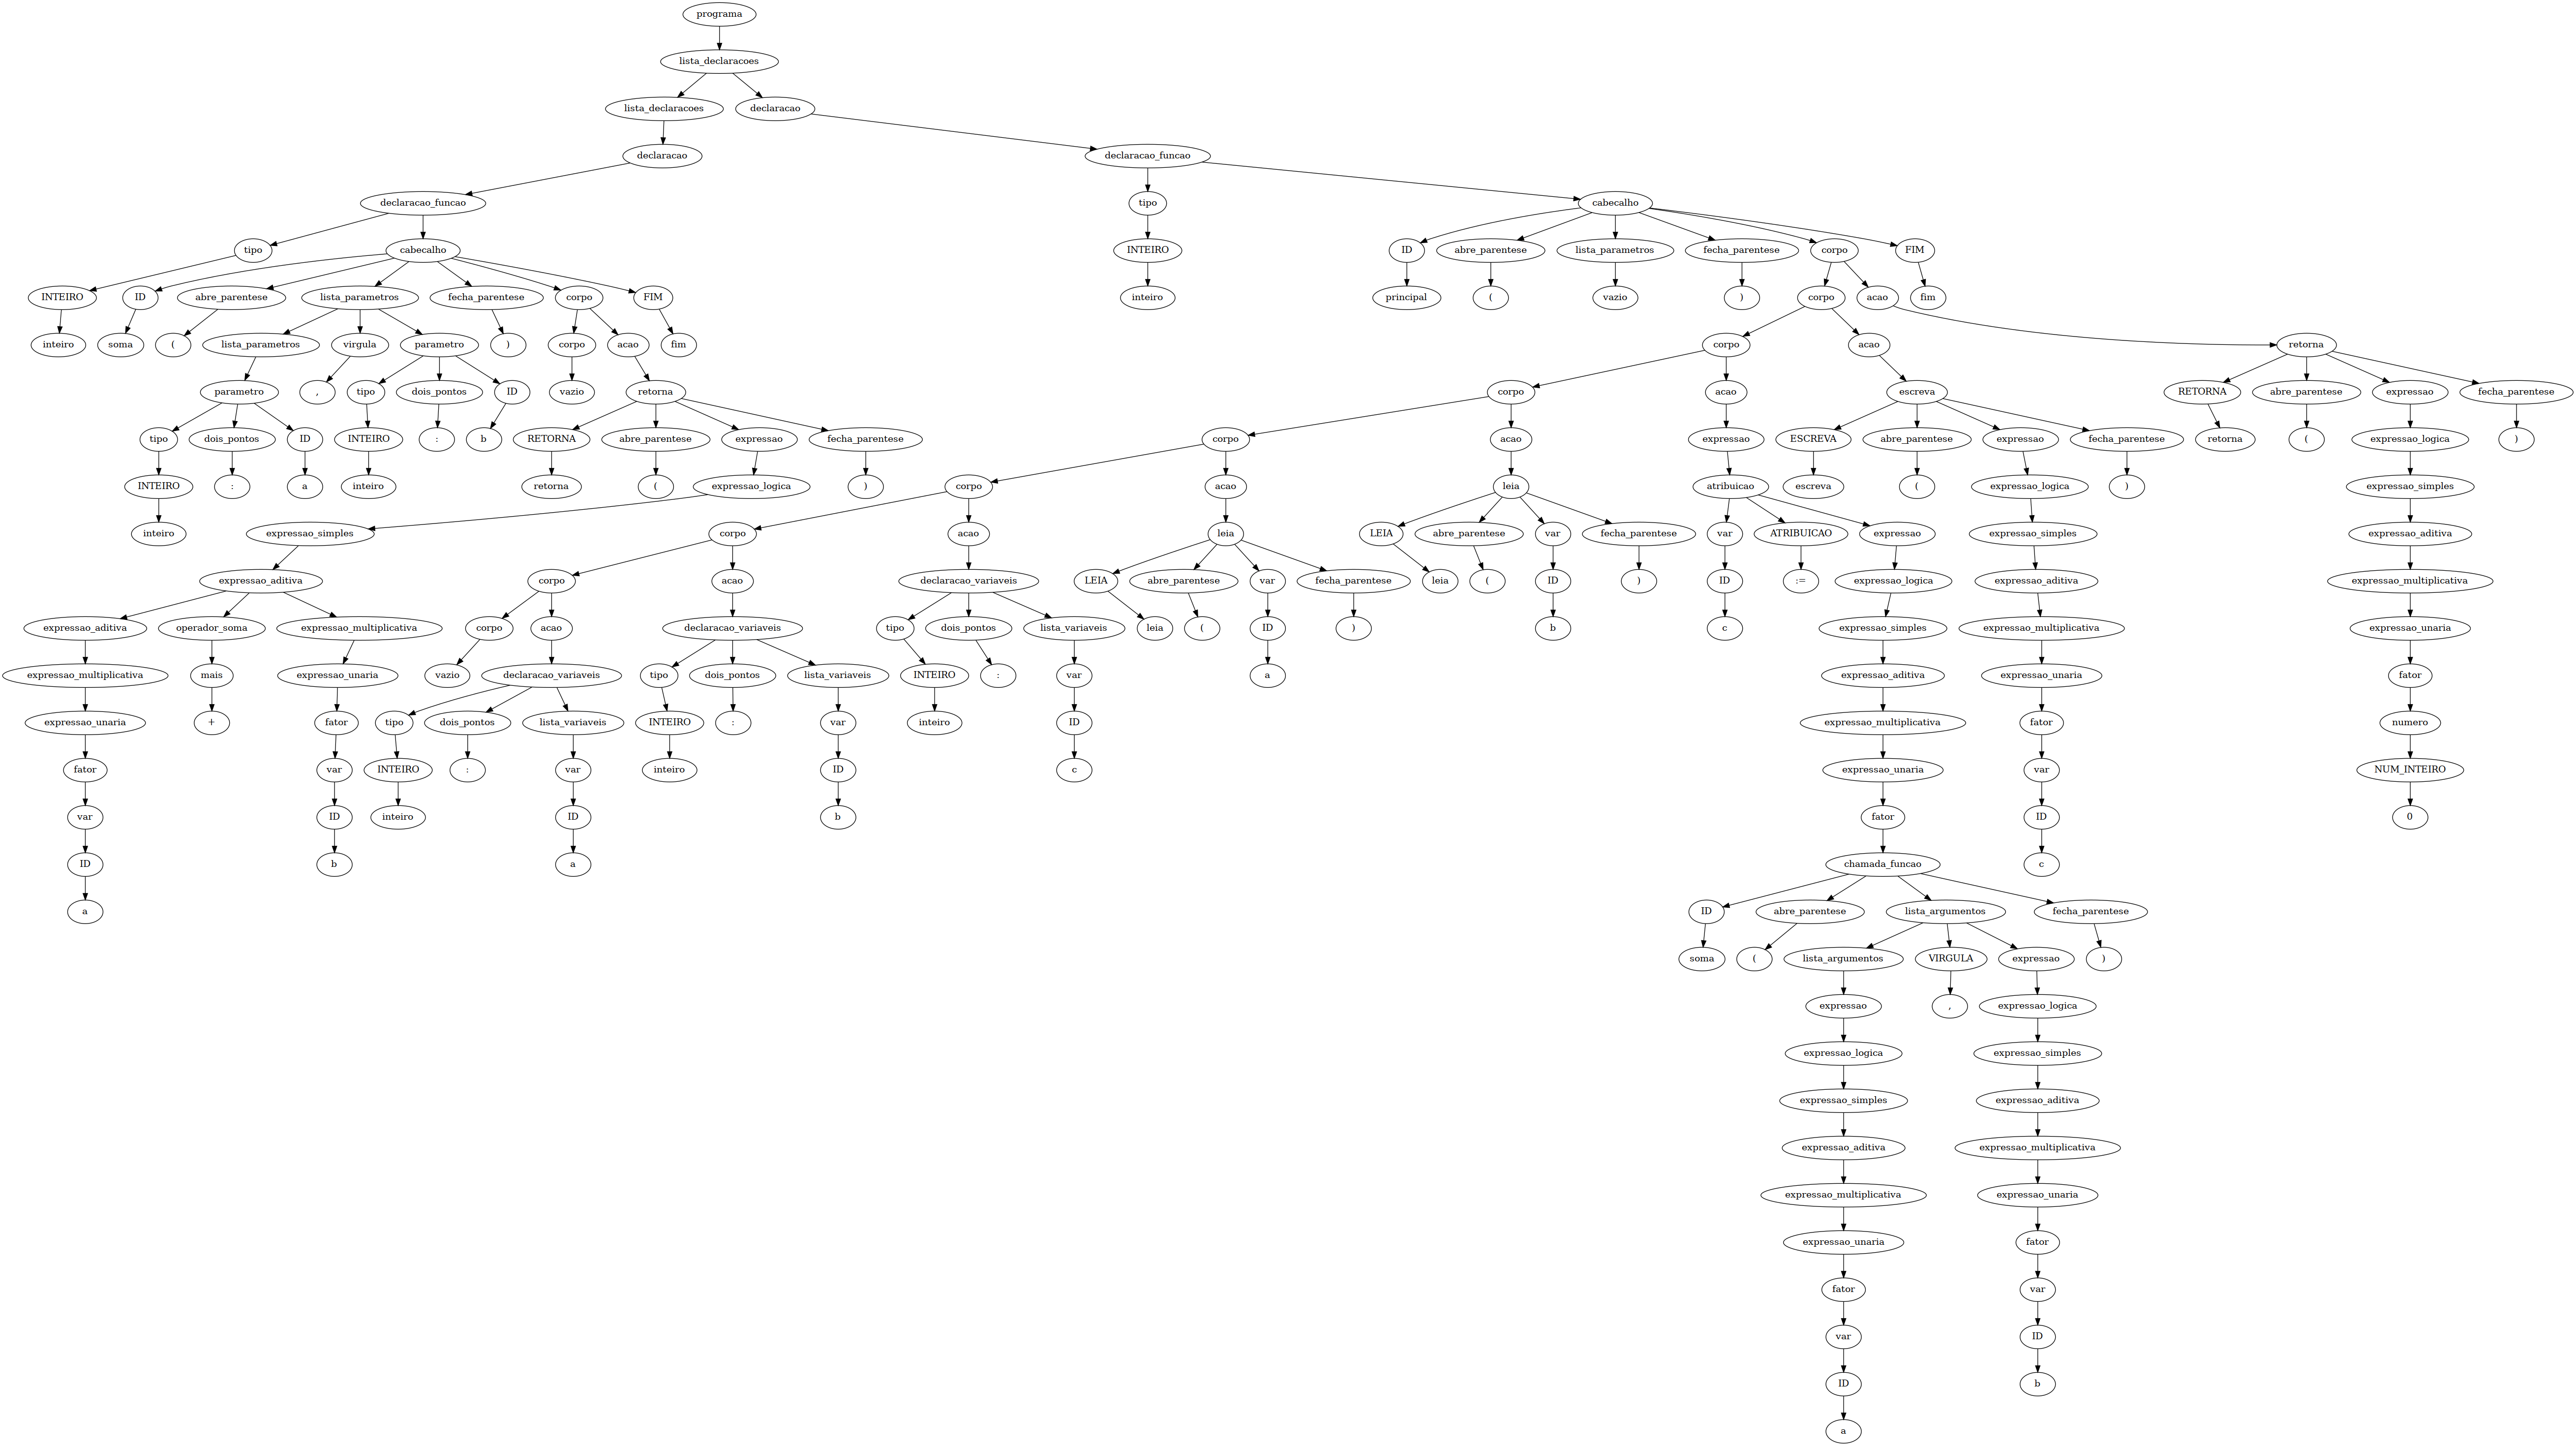 programa
lista_declaracoes
lista_declaracoes declaracao
declaracao declaracao_funcao
declaracao_funcao tipo cabecalho
tipo cabecalho INTEIRO ID abre_parentese lista_parametros fecha_parentese corpo FIM
INTEIRO ID abre_parentese lista_parametros fecha_parentese corpo FIM inteiro principal ( vazio ) corpo acao fim
inteiro soma ( lista_parametros virgula parametro ) corpo acao fim corpo acao retorna
parametro , tipo dois_pontos ID vazio retorna corpo acao escreva RETORNA abre_parentese expressao fecha_parentese
tipo dois_pontos ID INTEIRO : b RETORNA abre_parentese expressao fecha_parentese corpo acao expressao ESCREVA abre_parentese expressao fecha_parentese retorna ( expressao_logica )
INTEIRO : a inteiro retorna ( expressao_logica ) corpo acao leia atribuicao escreva ( expressao_logica ) expressao_simples
inteiro expressao_simples corpo acao leia LEIA abre_parentese var fecha_parentese var ATRIBUICAO expressao expressao_simples expressao_aditiva
expressao_aditiva corpo acao declaracao_variaveis LEIA abre_parentese var fecha_parentese leia ( ID ) ID := expressao_logica expressao_aditiva expressao_multiplicativa
expressao_aditiva operador_soma expressao_multiplicativa corpo acao declaracao_variaveis tipo dois_pontos lista_variaveis leia ( ID ) b c expressao_simples expressao_multiplicativa expressao_unaria
expressao_multiplicativa mais expressao_unaria vazio declaracao_variaveis tipo dois_pontos lista_variaveis INTEIRO : var a expressao_aditiva expressao_unaria fator
expressao_unaria + fator tipo dois_pontos lista_variaveis INTEIRO : var inteiro ID expressao_multiplicativa fator numero
fator var INTEIRO : var inteiro ID c expressao_unaria var NUM_INTEIRO
var ID inteiro ID b fator ID 0
ID b a chamada_funcao c
a ID abre_parentese lista_argumentos fecha_parentese
soma ( lista_argumentos VIRGULA expressao )
expressao , expressao_logica
expressao_logica expressao_simples
expressao_simples expressao_aditiva
expressao_aditiva expressao_multiplicativa
expressao_multiplicativa expressao_unaria
expressao_unaria fator
fator var
var ID
ID b
a